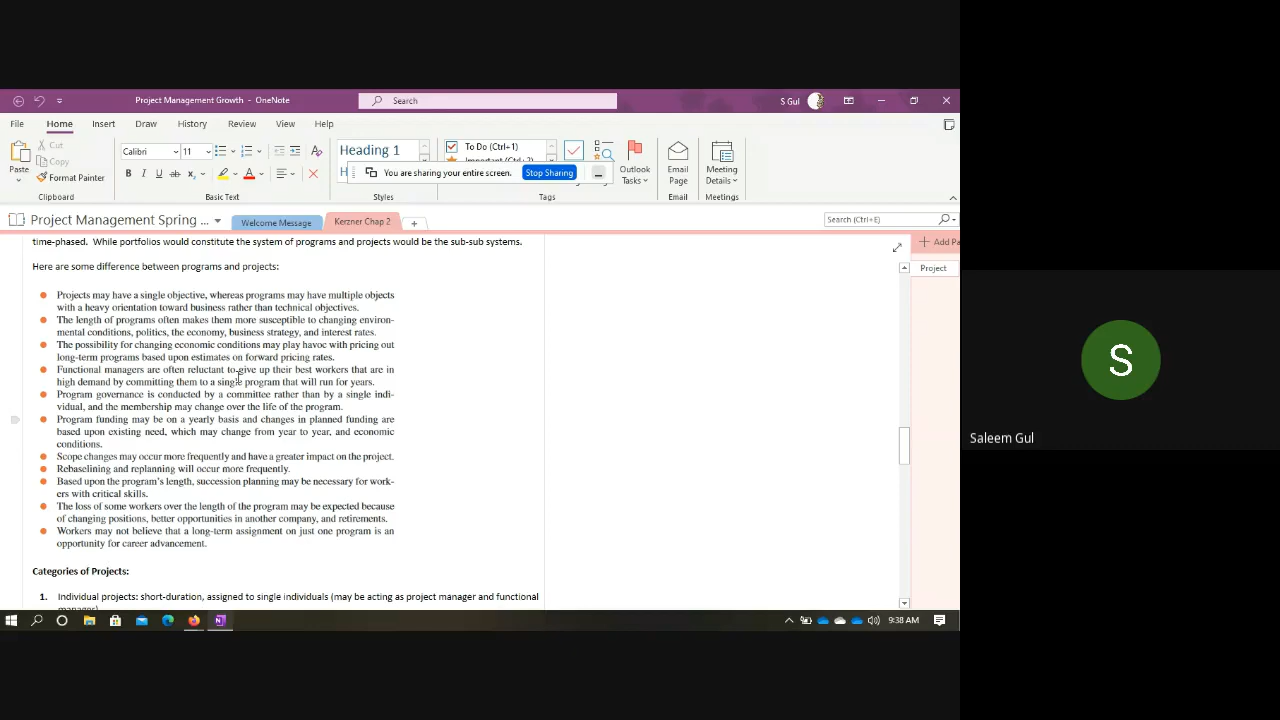 Project Management Growth - OneNote
Search
S Gul
File Home Insert Draw History Review View Help
Paste
Cut
Copy
Format Painter
Clipboard
Calibri 11
B I U ab x A
Basic Text
Heading 1
H
Styles
To Do (Ctrl+1)
Important (Ctrl+2)
Tags
You are sharing your entire screen. Stop Sharing
Outlook Tasks
Email Page
Email
Meeting Details
Meetings
Project Management Spring ... Welcome Message Kerzner Chap 2 +
Search (Ctrl+E)
Add Pa
Project
time-phased. While portfolios would constitute the system of programs and projects would be the sub-sub systems.
Here are some difference between programs and projects:
Projects may have a single objective, whereas programs may have multiple objects
with a heavy orientation toward business rather than technical objectives.
The length of programs often makes them more susceptible to changing environ-
mental conditions, politics, the economy, business strategy, and interest rates.
The possibility for changing economic conditions may play havoc with pricing out
long-term programs based upon estimates on forward pricing rates.
Functional managers are often reluctant to give up their best workers that are in
high demand by committing them to a single program that will run for years.
Program governance is conducted by a committee rather than by a single indi-
vidual, and the membership may change over the life of the program.
Program funding may be on a yearly basis and changes in planned funding are
based upon existing need, which may change from year to year, and economic
conditions.
Scope changes may occur more frequently and have a greater impact on the project.
Rebaselining and replanning will occur more frequently.
Based upon the program's length, succession planning may be necessary for work-
ers with critical skills.
The loss of some workers over the length of the program may be expected because
of changing positions, better opportunities in another company, and retirements.
Workers may not believe that a long-term assignment on just one program is an
opportunity for career advancement.
Categories of Projects:
1. Individual projects: short-duration, assigned to single individuals (may be acting as project manager and functional
manager)
9:38 AM
S
Saleem Gul